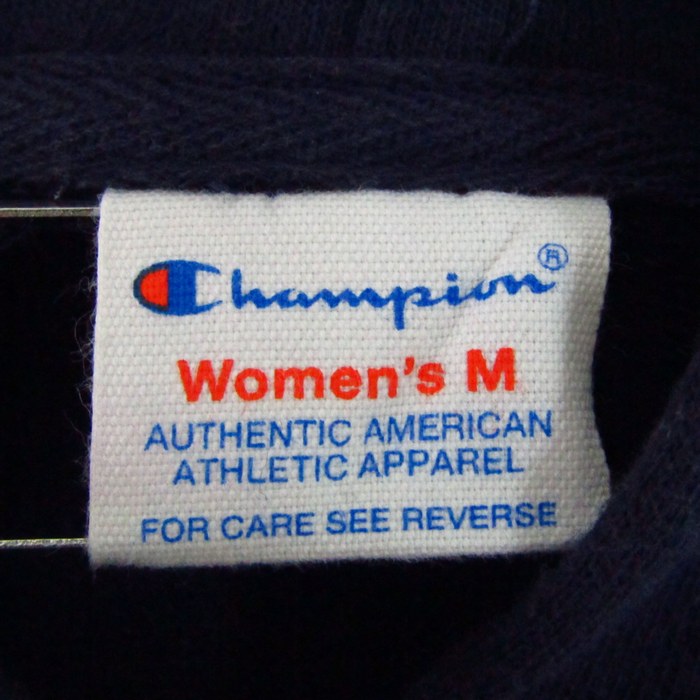 Champion®
Women's M
AUTHENTIC AMERICAN
ATHLETIC APPAREL
FOR CARE SEE REVERSE